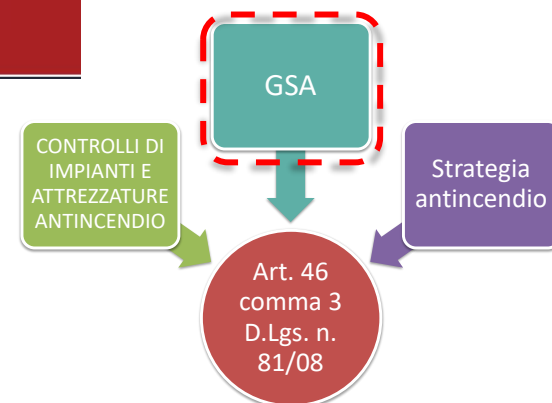 GSA
CONTROLLI DI
IMPIANTI E
ATTREZZATURE
ANTINCENDIO
Strategia
antincendio
Art. 46
comma 3
D.Lgs. n.
81/08